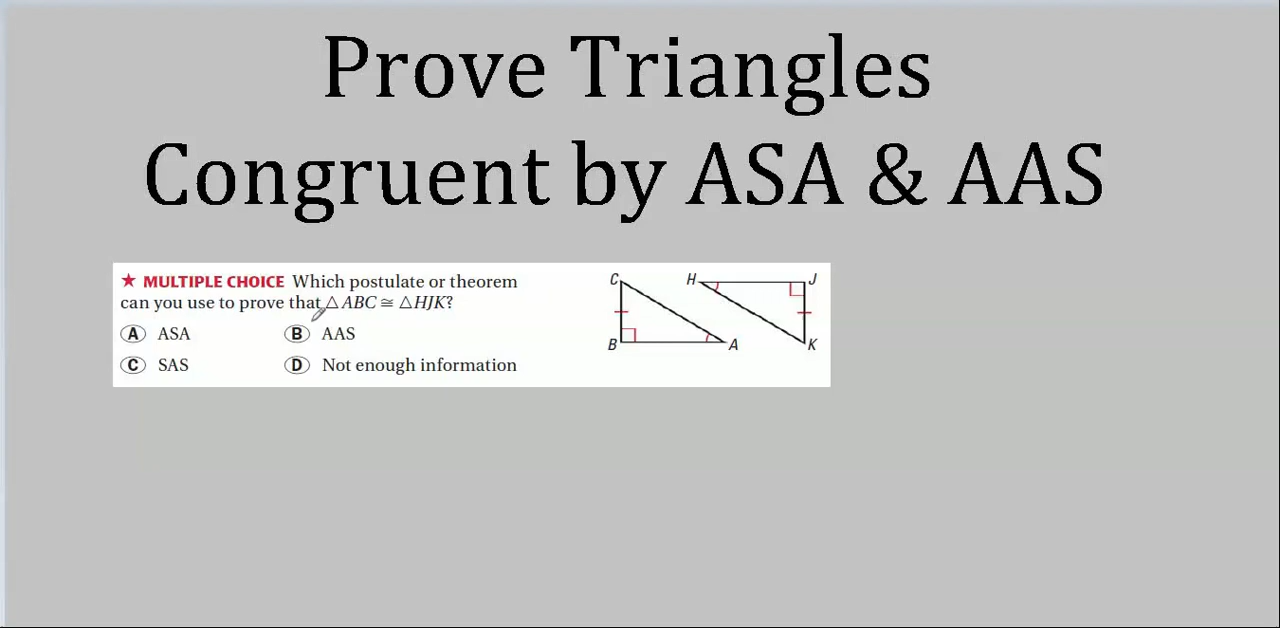 Prove Triangles
Congruent by ASA & AAS
★ MULTIPLE CHOICE Which postulate or theorem
can you use to prove that △ABC ≅ △HJK?
A ASA B AAS
C SAS D Not enough information
C H J
B A K